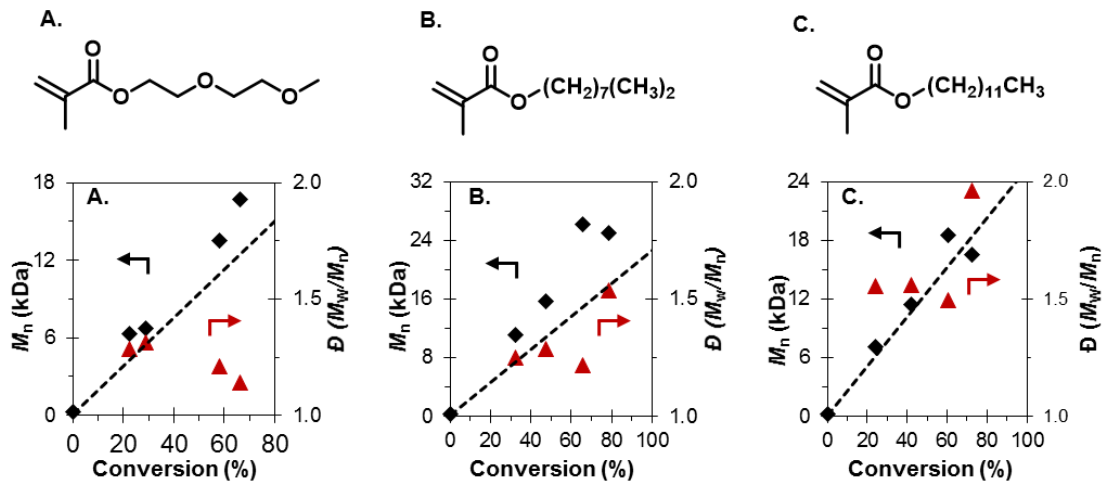 A.
B.
C.
O
O
O
O
O
O
(CH₂)₇(CH₃)₂
O
O
(CH₂)₁₁CH₃
A.
Mn (kDa)
18
12
6
0
2.0
1.5
1.0
Đ (Mw/Mn)
0 20 40 60 80
Conversion (%)
B.
Mn (kDa)
32
24
16
8
0
2.0
1.5
1.0
Đ (Mw/Mn)
0 20 40 60 80 100
Conversion (%)
C.
Mn (kDa)
24
18
12
6
0
2.0
1.5
1.0
Đ (Mw/Mn)
0 20 40 60 80 100
Conversion (%)